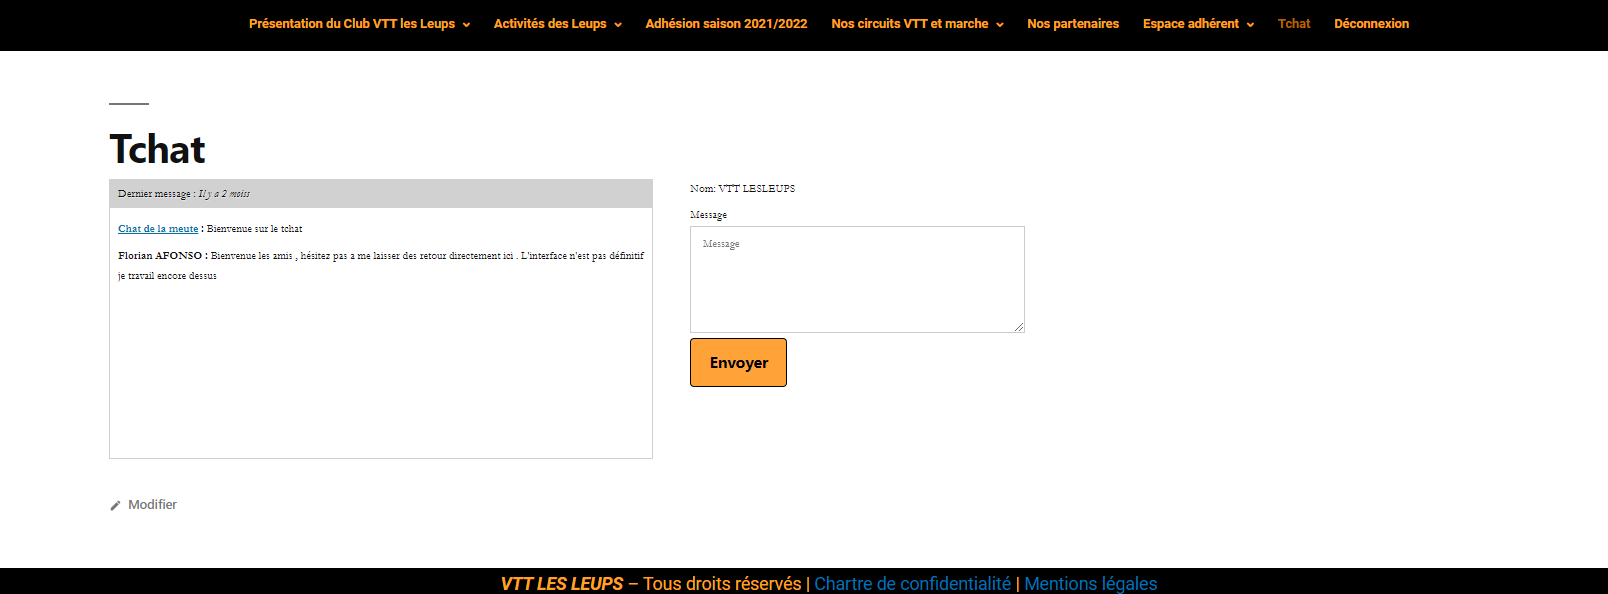 Présentation du Club VTT les Leups Activités des Leups Adhésion saison 2021/2022 Nos circuits VTT et marche Nos partenaires Espace adhérent Tchat Déconnexion
Tchat
Dernier message : Il y a 2 moiss
Chat de la meute : Bienvenue sur le tchat
Florian AFONSO : Bienvenue les amis , hésitez pas a me laisser des retour directement ici . L'interface n'est pas définitif
je travail encore dessus
Nom: VTT LESLEUPS
Message
Message
Envoyer
Modifier
VTT LES LEUPS – Tous droits réservés | Chartre de confidentialité | Mentions légales